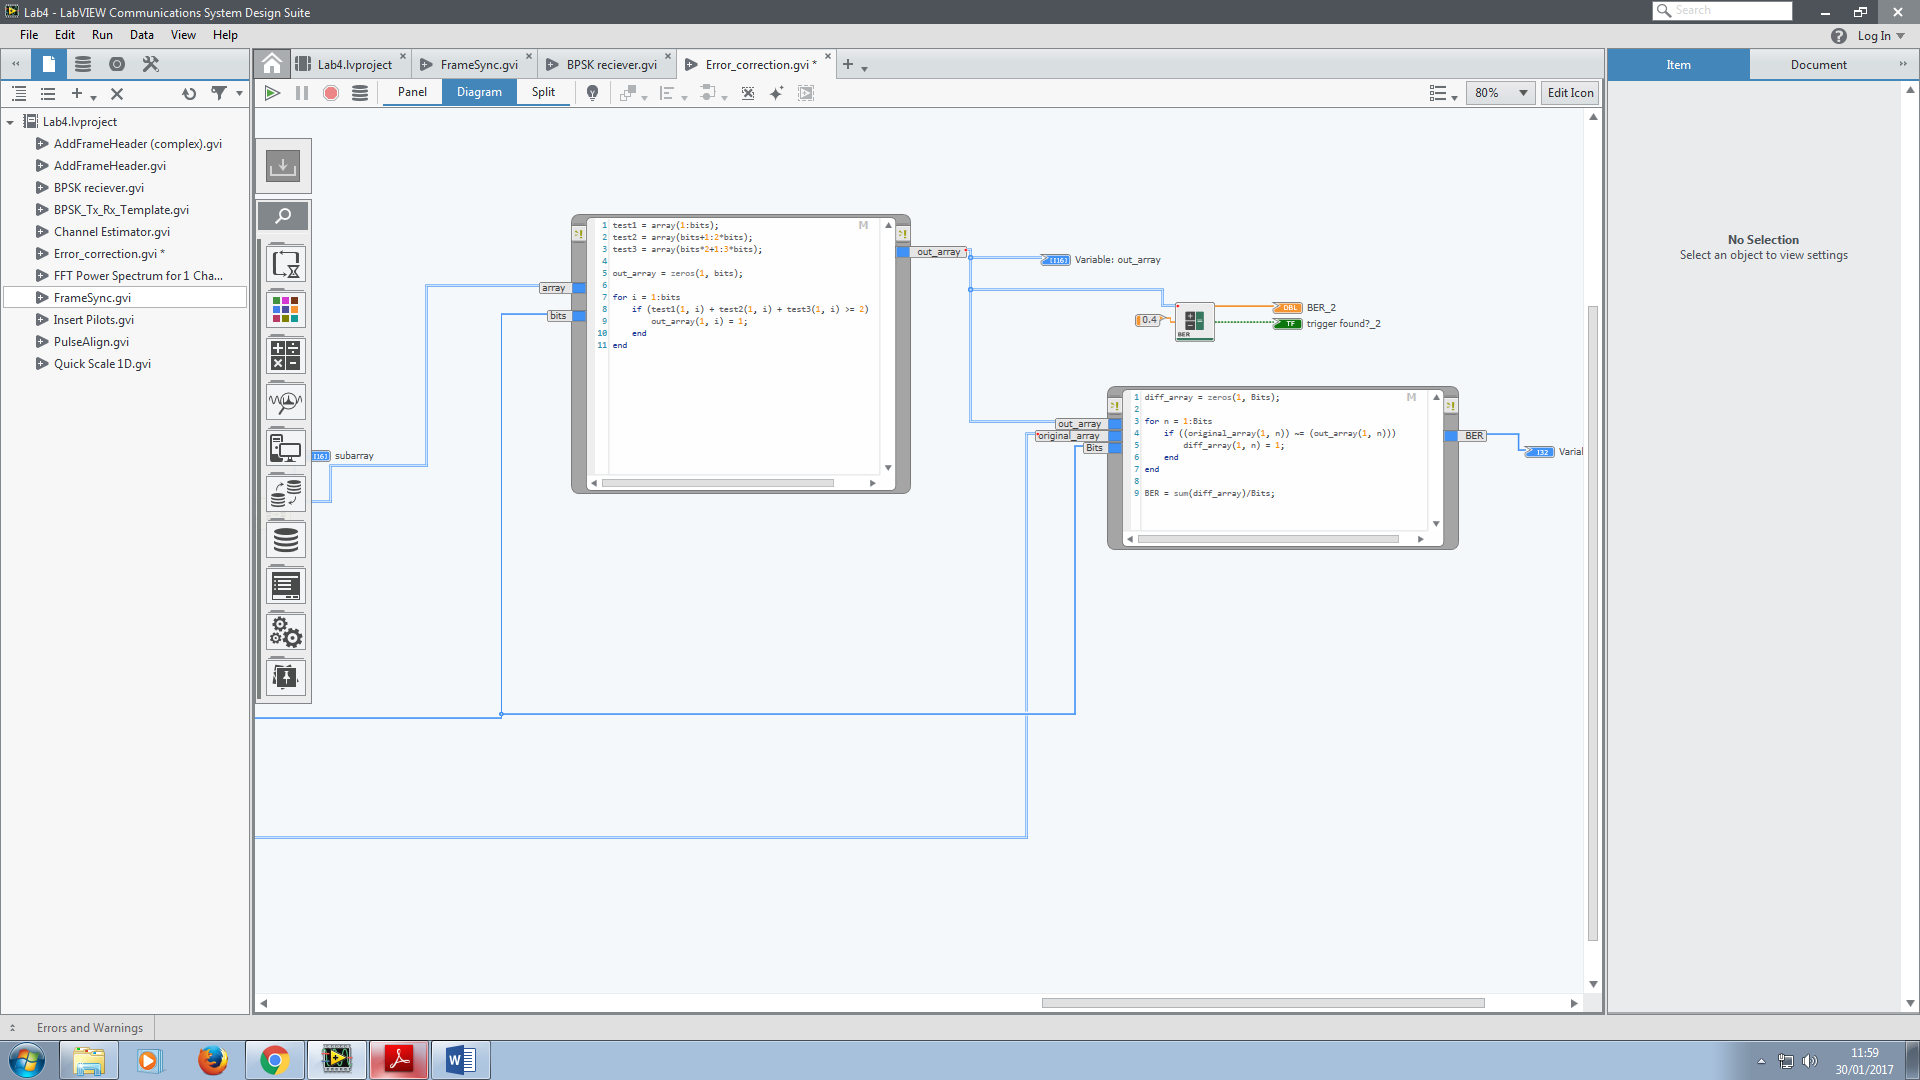 Lab4 - LabVIEW Communications System Design Suite
Search
File Edit Run Data View Help
Log In
Lab4.lvproject
FrameSync.gvi
BPSK reciever.gvi
Error_correction.gvi *
Item
Document
Panel
Diagram
Split
80%
Edit Icon
Lab4.lvproject
AddFrameHeader (complex).gvi
AddFrameHeader.gvi
BPSK reciever.gvi
BPSK_Tx_Rx_Template.gvi
Channel Estimator.gvi
Error_correction.gvi *
FFT Power Spectrum for 1 Cha...
FrameSync.gvi
Insert Pilots.gvi
PulseAlign.gvi
Quick Scale 1D.gvi
No Selection
Select an object to view settings
array
bits
M
1 test1 = array(1:bits);
2 test2 = array(bits+1:2*bits);
3 test3 = array(bits*2+1:3*bits);
4
5 out_array = zeros(1, bits);
6
7 for i = 1:bits
8 if (test1(1, i) + test2(1, i) + test3(1, i) >= 2)
9 out_array(1, i) = 1;
10 end
11 end
out_array
[I16] Variable: out_array
0.4
BER
DBL BER_2
TF trigger found?_2
[I16] subarray
out_array
original_array
Bits
M
1 diff_array = zeros(1, Bits);
2
3 for n = 1:Bits
4 if ((original_array(1, n)) ~= (out_array(1, n)))
5 diff_array(1, n) = 1;
6 end
7 end
8
9 BER = sum(diff_array)/Bits;
BER
I32 Varial
Errors and Warnings
11:59
30/01/2017